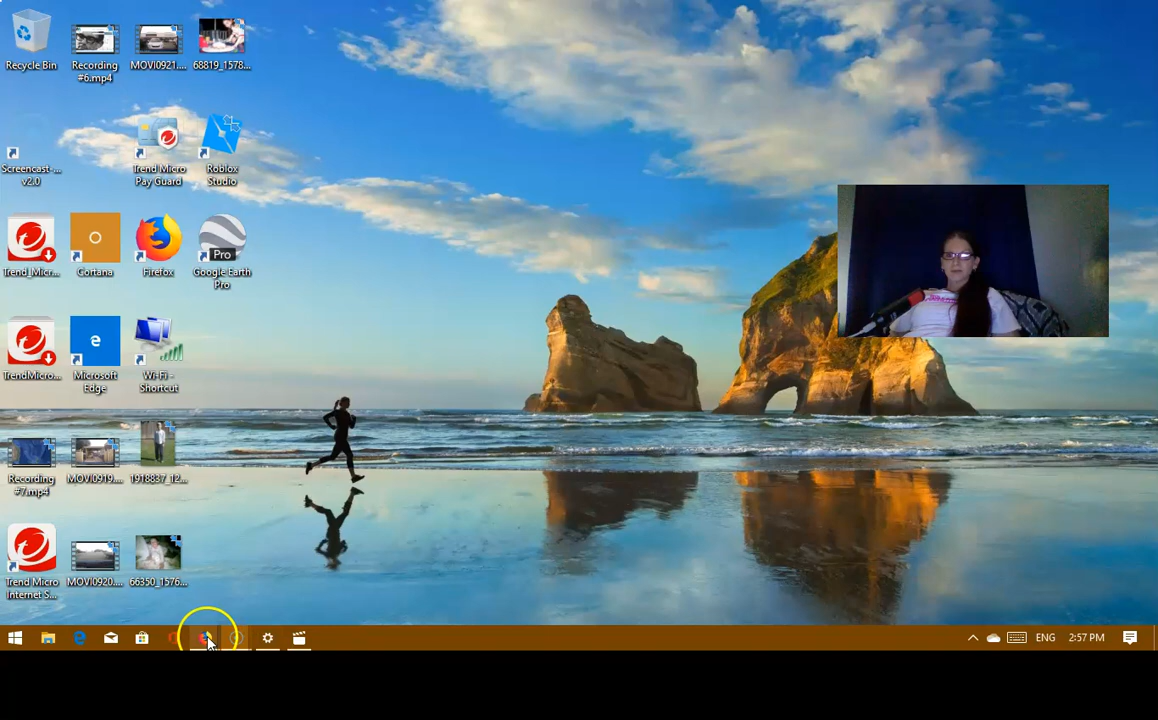 Recycle Bin
Recording
#6.mp4
MOVI0921....
68819_1578...
Screencast-...
v2.0
Trend Micro
Pay Guard
Roblox
Studio
Trend_Micr...
Cortana
Firefox
Pro
Google Earth
Pro
TrendMicro...
Microsoft
Edge
Wi-Fi -
Shortcut
Recording
#7.mp4
MOVI0919....
1918837_12...
Trend Micro
Internet S...
MOVI0920....
66350_1576...
ENG
2:57 PM